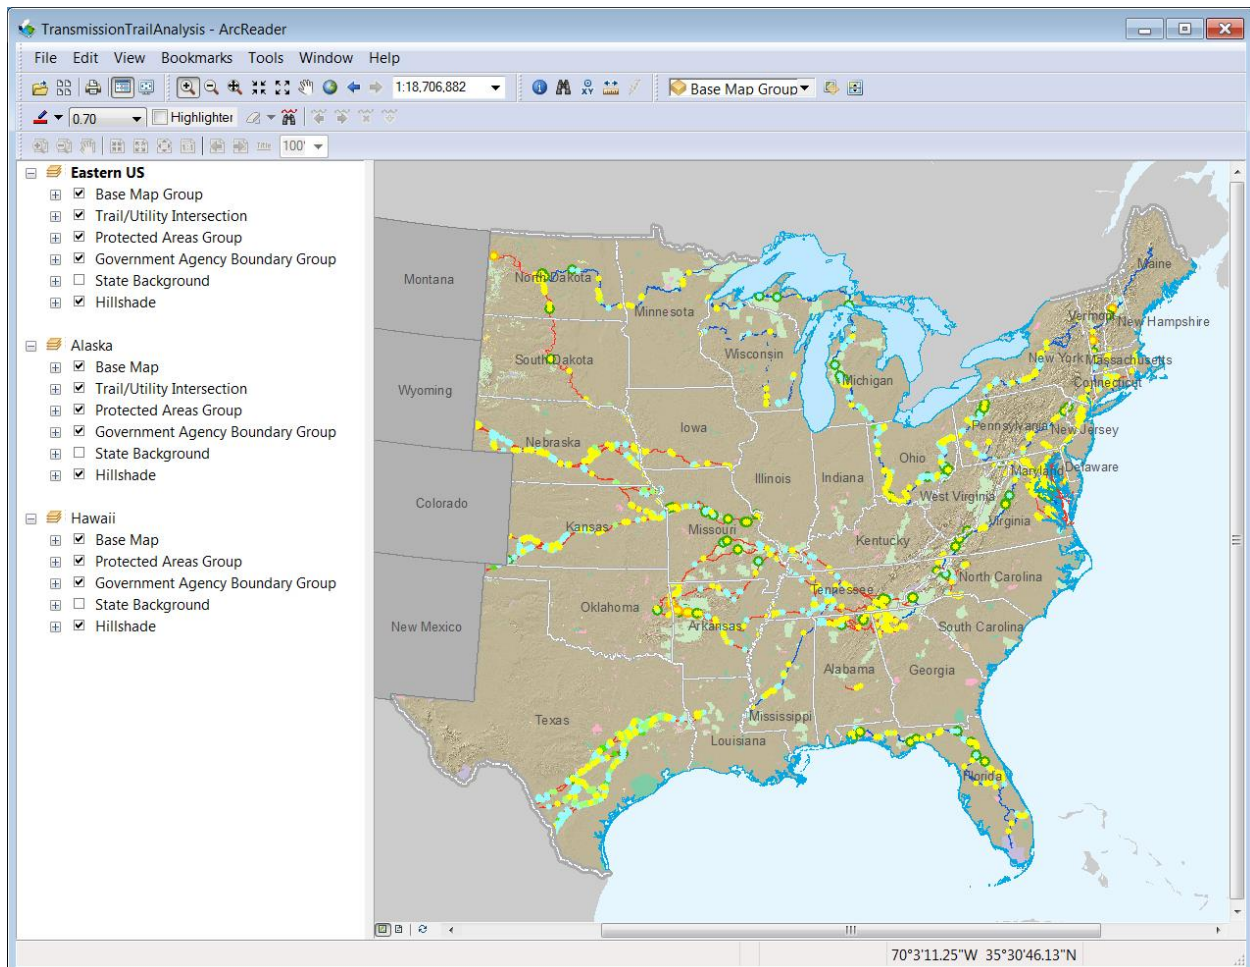 TransmissionTrailAnalysis - ArcReader
File Edit View Bookmarks Tools Window Help
1:18,706,882
Base Map Group
0.70
Highlighter
Title
100%
Eastern US
Base Map Group
Trail/Utility Intersection
Protected Areas Group
Government Agency Boundary Group
State Background
Hillshade
Alaska
Base Map
Trail/Utility Intersection
Protected Areas Group
Government Agency Boundary Group
State Background
Hillshade
Hawaii
Base Map
Protected Areas Group
Government Agency Boundary Group
State Background
Hillshade
Maine
Montana
North Dakota
Minnesota
Vermont
New Hampshire
South Dakota
Wisconsin
New York
Massachusetts
Wyoming
Michigan
Connecticut
Nebraska
Iowa
Pennsylvania
New Jersey
Ohio
Maryland
Delaware
Colorado
Illinois
Indiana
West Virginia
Kansas
Missouri
Virginia
Kentucky
North Carolina
Tennessee
Oklahoma
New Mexico
Arkansas
South Carolina
Alabama
Georgia
Texas
Mississippi
Louisiana
Florida
70°3'11.25"W 35°30'46.13"N